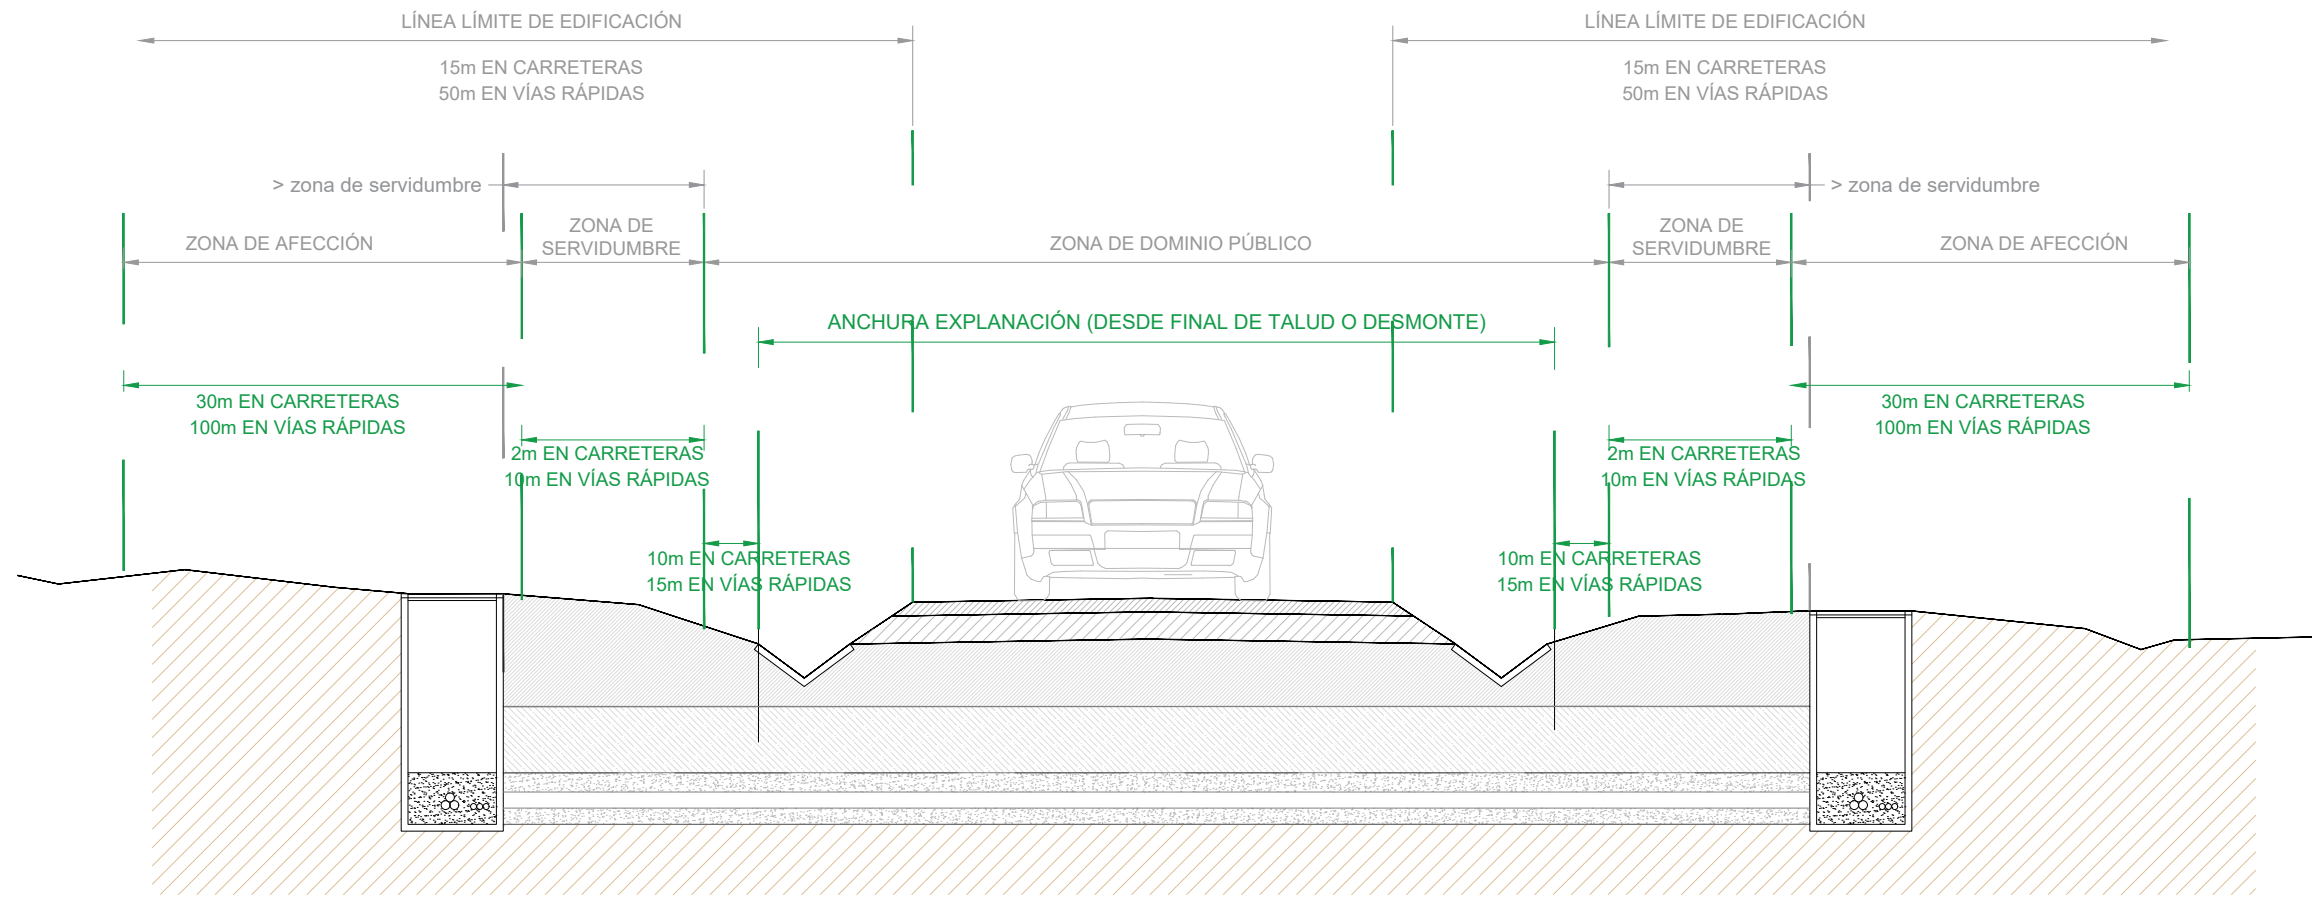 LÍNEA LÍMITE DE EDIFICACIÓN
LÍNEA LÍMITE DE EDIFICACIÓN
15m EN CARRETERAS
50m EN VÍAS RÁPIDAS
15m EN CARRETERAS
50m EN VÍAS RÁPIDAS
> zona de servidumbre
> zona de servidumbre
ZONA DE AFECCIÓN
ZONA DE
SERVIDUMBRE
ZONA DE DOMINIO PÚBLICO
ZONA DE
SERVIDUMBRE
ZONA DE AFECCIÓN
ANCHURA EXPLANACIÓN (DESDE FINAL DE TALUD O DESMONTE)
30m EN CARRETERAS
100m EN VÍAS RÁPIDAS
30m EN CARRETERAS
100m EN VÍAS RÁPIDAS
2m EN CARRETERAS
10m EN VÍAS RÁPIDAS
2m EN CARRETERAS
10m EN VÍAS RÁPIDAS
10m EN CARRETERAS
15m EN VÍAS RÁPIDAS
10m EN CARRETERAS
15m EN VÍAS RÁPIDAS